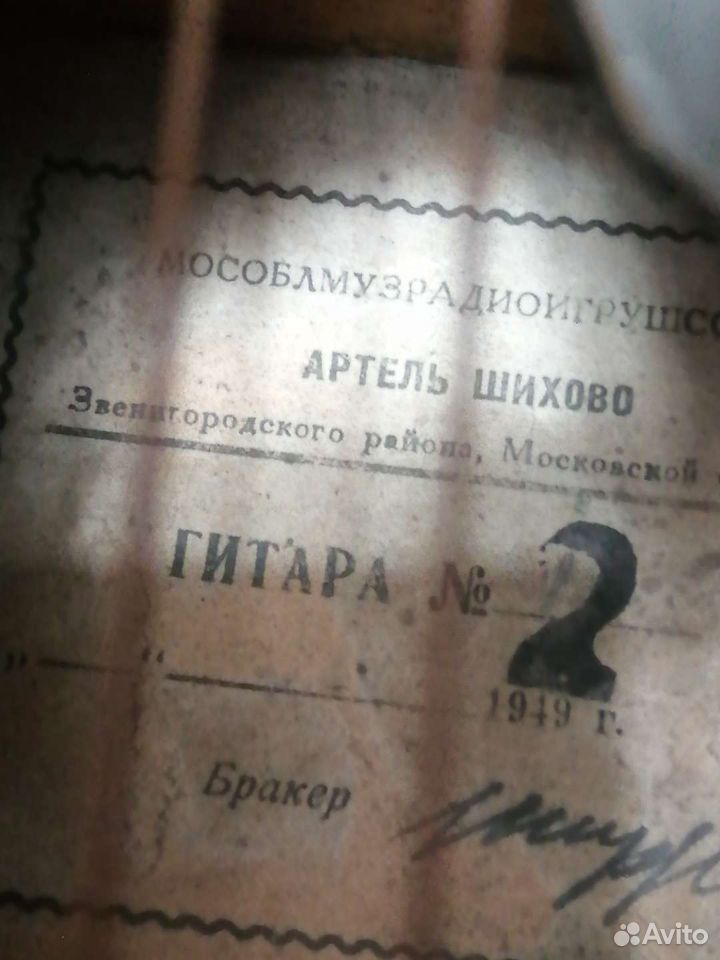 МОСОБЛМУЗРАДИОИГРУШСО
АРТЕЛЬ ШИХОВО
Звенигородского района, Московской
ГИТАРА № 2
„ — “ 1949 г.
Бракер
Avito